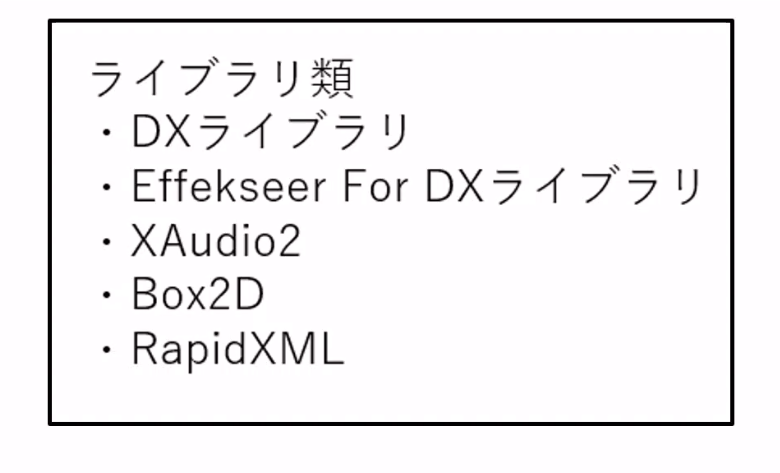 ライブラリ類
・DXライブラリ
・Effekseer For DXライブラリ
・XAudio2
・Box2D
・RapidXML